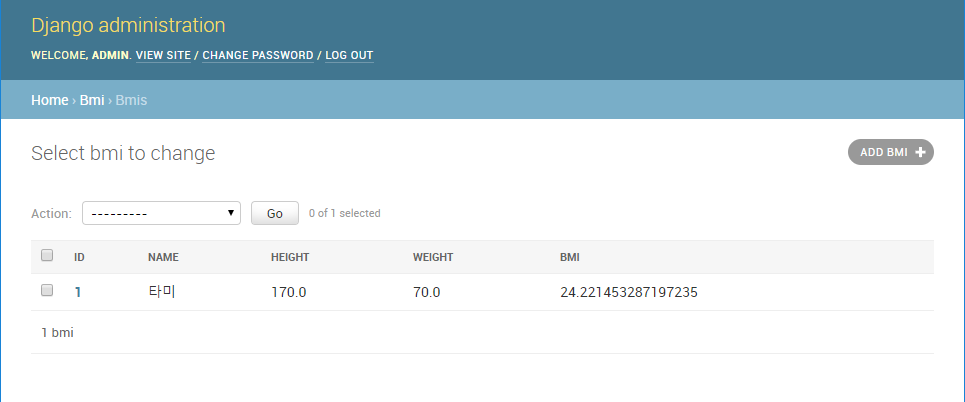 Django administration
WELCOME, ADMIN. VIEW SITE / CHANGE PASSWORD / LOG OUT
Home › Bmi › Bmis
Select bmi to change
ADD BMI +
Action: --------- Go 0 of 1 selected
ID NAME HEIGHT WEIGHT BMI
1 타미 170.0 70.0 24.221453287197235
1 bmi